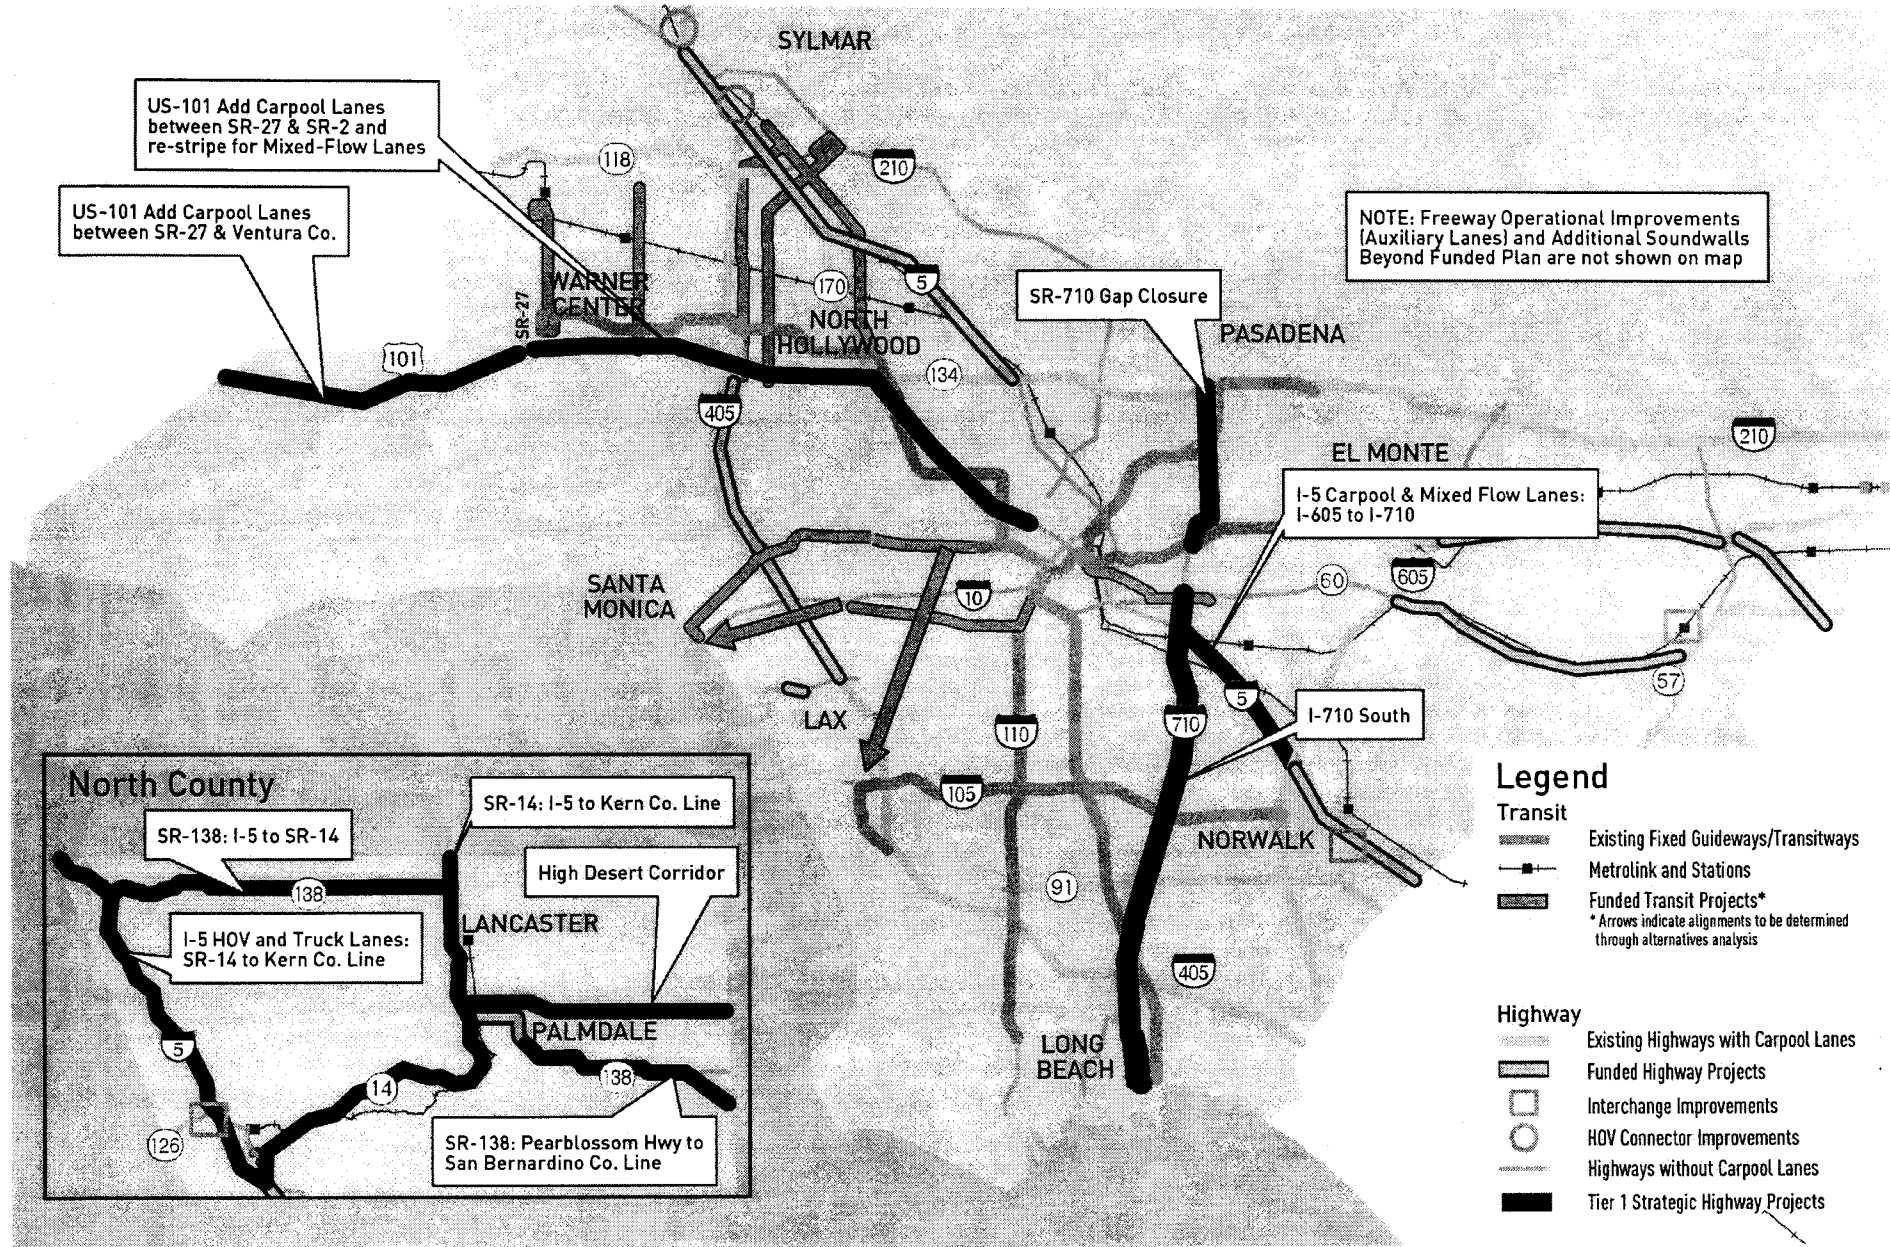 SYLMAR
US-101 Add Carpool Lanes
between SR-27 & SR-2 and
re-stripe for Mixed-Flow Lanes
118
210
US-101 Add Carpool Lanes
between SR-27 & Ventura Co.
NOTE: Freeway Operational Improvements
(Auxiliary Lanes) and Additional Soundwalls
Beyond Funded Plan are not shown on map
WARNER
CENTER
SR-27
170
5
SR-710 Gap Closure
NORTH
HOLLYWOOD
PASADENA
101
134
405
210
EL MONTE
I-5 Carpool & Mixed Flow Lanes:
I-605 to I-710
SANTA
MONICA
10
60
605
57
LAX
110
710
5
I-710 South
105
NORWALK
91
405
LONG
BEACH
North County
SR-14: I-5 to Kern Co. Line
SR-138: I-5 to SR-14
High Desert Corridor
138
LANCASTER
I-5 HOV and Truck Lanes:
SR-14 to Kern Co. Line
PALMDALE
5
14
138
126
SR-138: Pearblossom Hwy to
San Bernardino Co. Line
Legend
Transit
Existing Fixed Guideways/Transitways
Metrolink and Stations
Funded Transit Projects*
* Arrows indicate alignments to be determined
through alternatives analysis
Highway
Existing Highways with Carpool Lanes
Funded Highway Projects
Interchange Improvements
HOV Connector Improvements
Highways without Carpool Lanes
Tier 1 Strategic Highway Projects